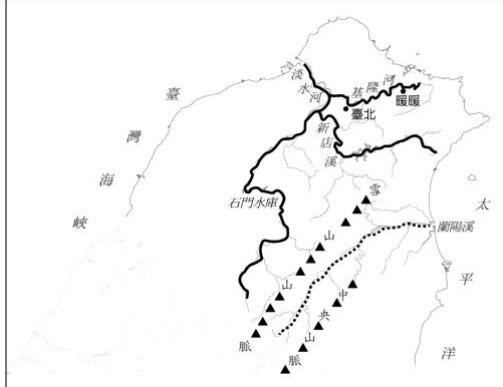 淡水河
基隆河
暖暖
臺北
新店溪
臺灣海峽
石門水庫
雪山山脈
蘭陽溪
太平洋
中央山脈